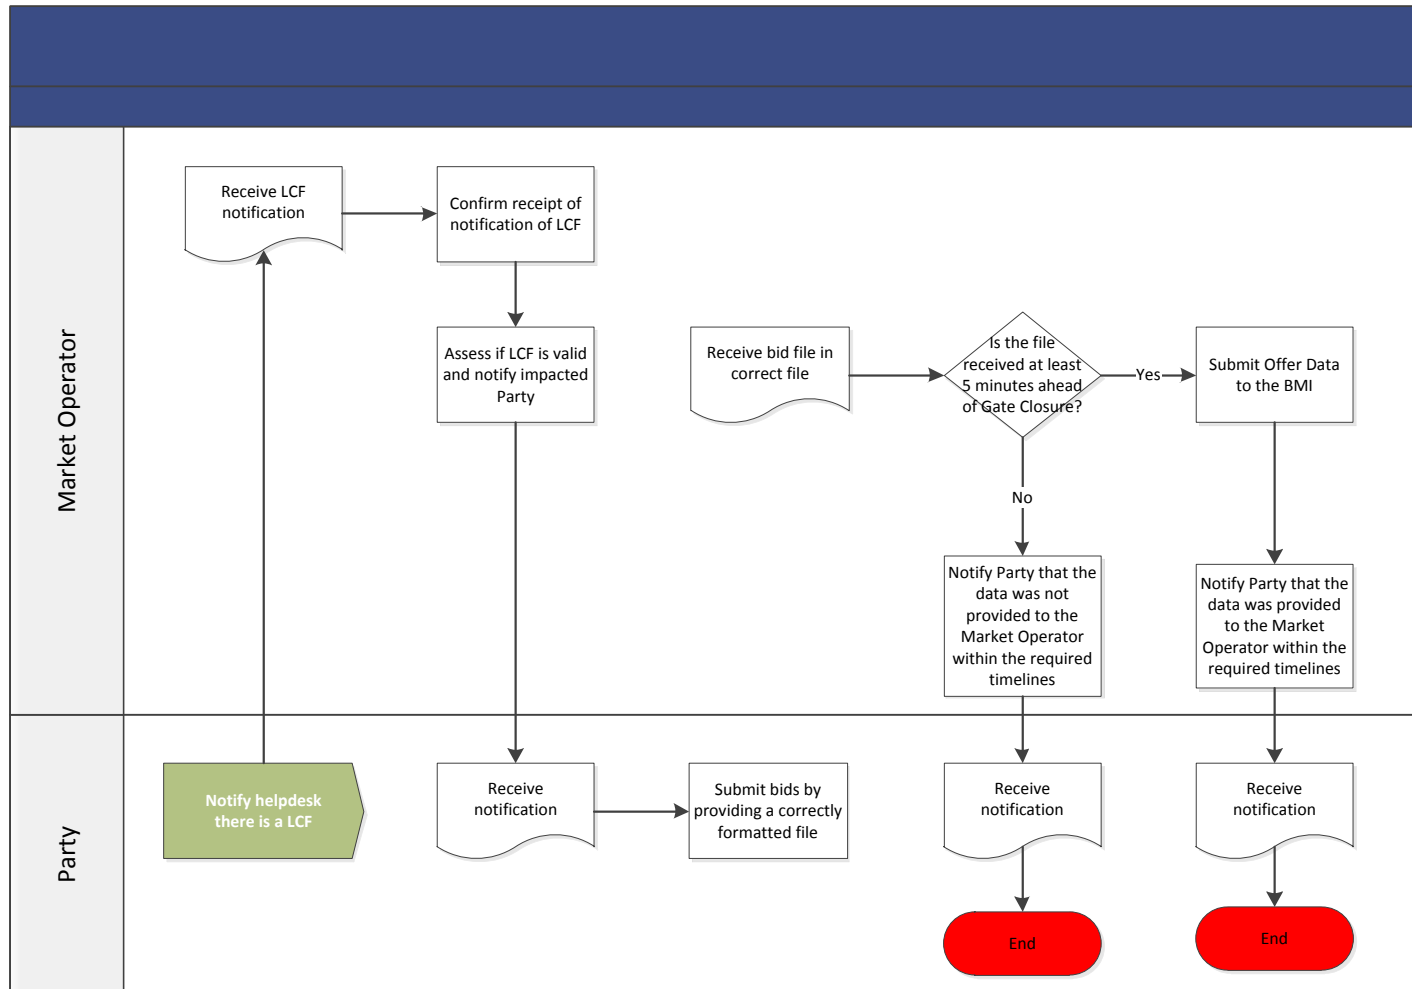 Market Operator
Receive LCF
notification
Confirm receipt of
notification of LCF
Assess if LCF is valid
and notify impacted
Party
Receive bid file in
correct file
Is the file
received at least
5 minutes ahead
of Gate Closure?
Yes
Submit Offer Data
to the BMI
No
Notify Party that the
data was not
provided to the
Market Operator
within the required
timelines
Notify Party that the
data was provided
to the Market
Operator within the
required timelines
Party
Notify helpdesk
there is a LCF
Receive
notification
Submit bids by
providing a correctly
formatted file
Receive
notification
Receive
notification
End
End